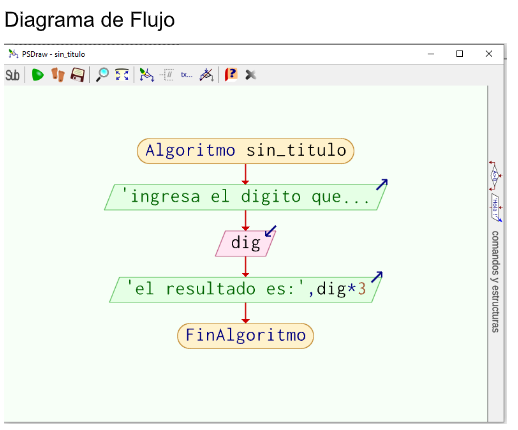 Diagrama de Flujo
PSDraw - sin_titulo
Sub
Algoritmo sin_titulo
'ingresa el digito que...
dig
'el resultado es:',dig*3
FinAlgoritmo
comandos y estructuras